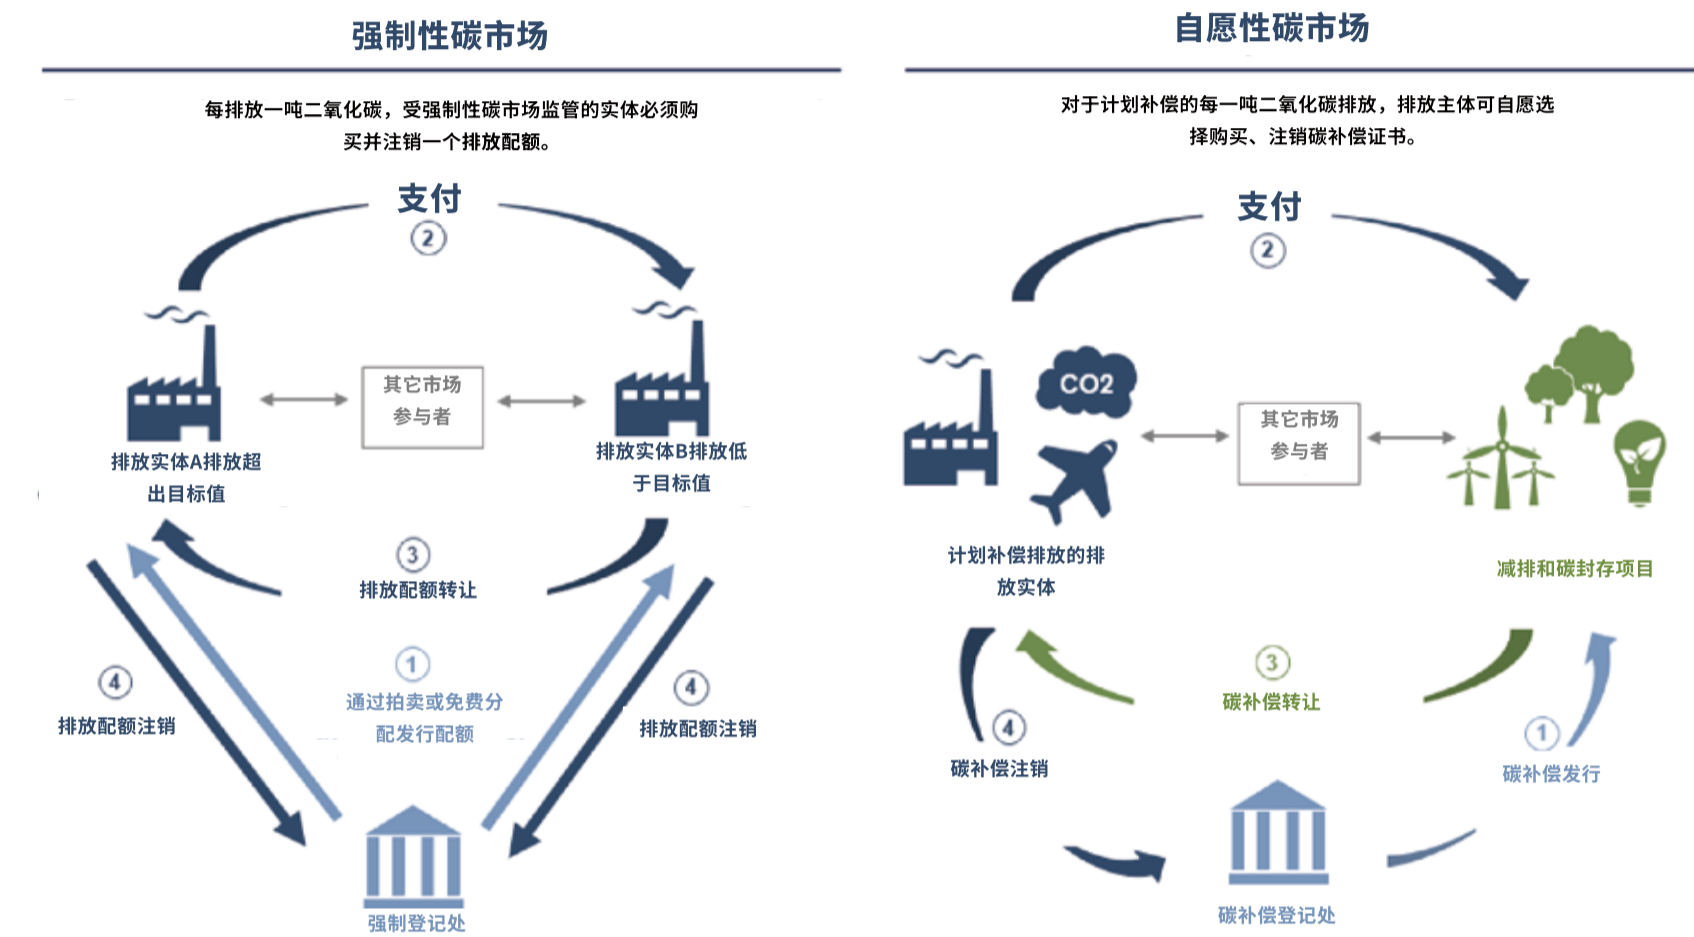 强制性碳市场
每排放一吨二氧化碳，受强制性碳市场监管的实体必须购
买并注销一个排放配额。
支付
2
其它市场
参与者
排放实体A排放超
出目标值
排放实体B排放低
于目标值
3
排放配额转让
1
通过拍卖或免费分
配发行配额
4
排放配额注销
4
排放配额注销
强制登记处
自愿性碳市场
对于计划补偿的每一吨二氧化碳排放，排放主体可自愿选
择购买、注销碳补偿证书。
支付
2
CO2
其它市场
参与者
计划补偿排放的排
放实体
减排和碳封存项目
3
碳补偿转让
4
碳补偿注销
1
碳补偿发行
碳补偿登记处